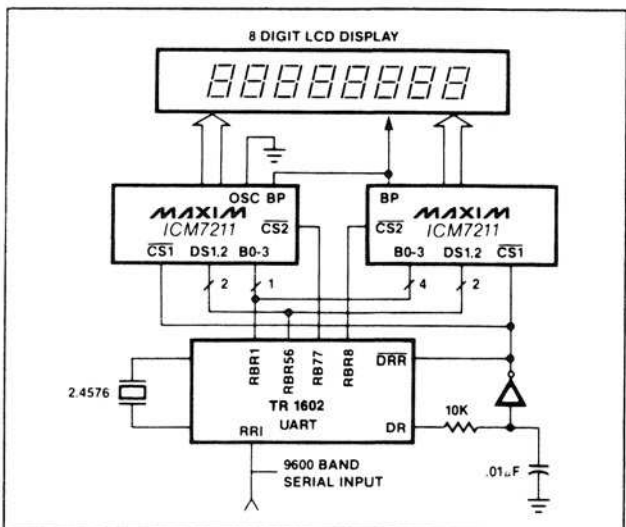 8 DIGIT LCD DISPLAY
88888888
OSC BP
MAXIM
ICM7211
CS2
CS1 DS1,2 B0-3
BP
MAXIM
ICM7211
CS2
B0-3 DS1,2 CS1
2
1
4
2
RBR1
RBR56
RB77
RBR8
DRR
TR 1602
UART
RRI
DR
2.4576
10K
.01uF
9600 BAND
SERIAL INPUT